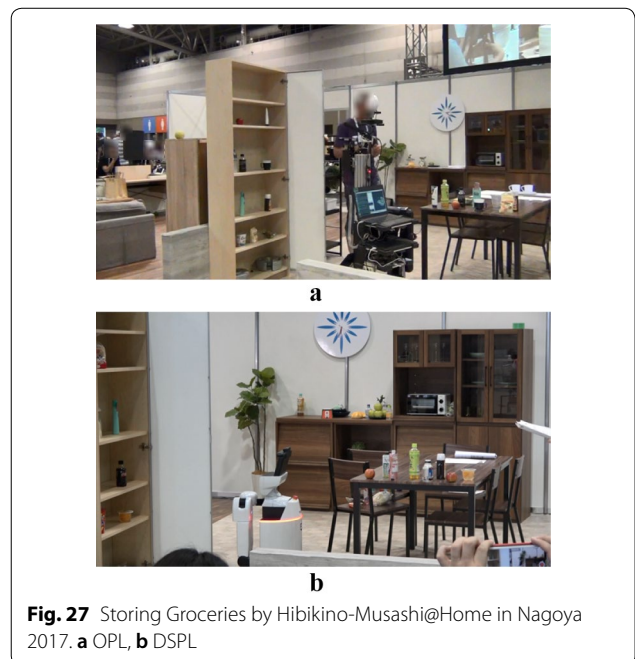 a
b
Fig. 27 Storing Groceries by Hibikino-Musashi@Home in Nagoya
2017. a OPL, b DSPL